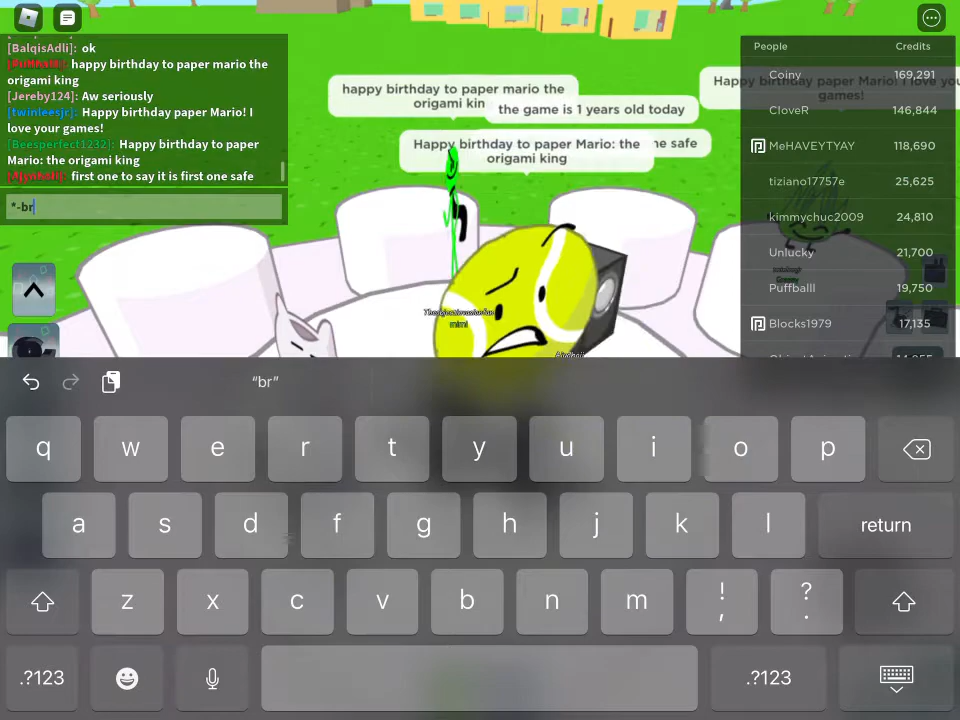 [BalqisAdli]: ok
happy birthday to paper mario the
origami king
[Jereby124]: Aw seriously
[twinleesjc]: Happy birthday paper Mario! I
love your games!
[Beesperfect1232]: Happy birthday to paper
Mario: the origami king
first one to say it is first one safe
*-br
happy birthday to paper mario the
origami kin
the game is 1 years old today
Happy birthday to paper Mario: the
origami king
ne safe
Happy birthday paper Mario! I love your
games!
mimi
People Credits
Coiny 169,291
CloveR 146,844
MeHAVEYTYAY 118,690
tiziano17757e 25,625
kimmychuc2009 24,810
Unlucky 21,700
Puffballl 19,750
Blocks1979 17,135
"br"
q w e r t y u i o p
a s d f g h j k l return
z x c v b n m ! , ? .
.?123 .?123